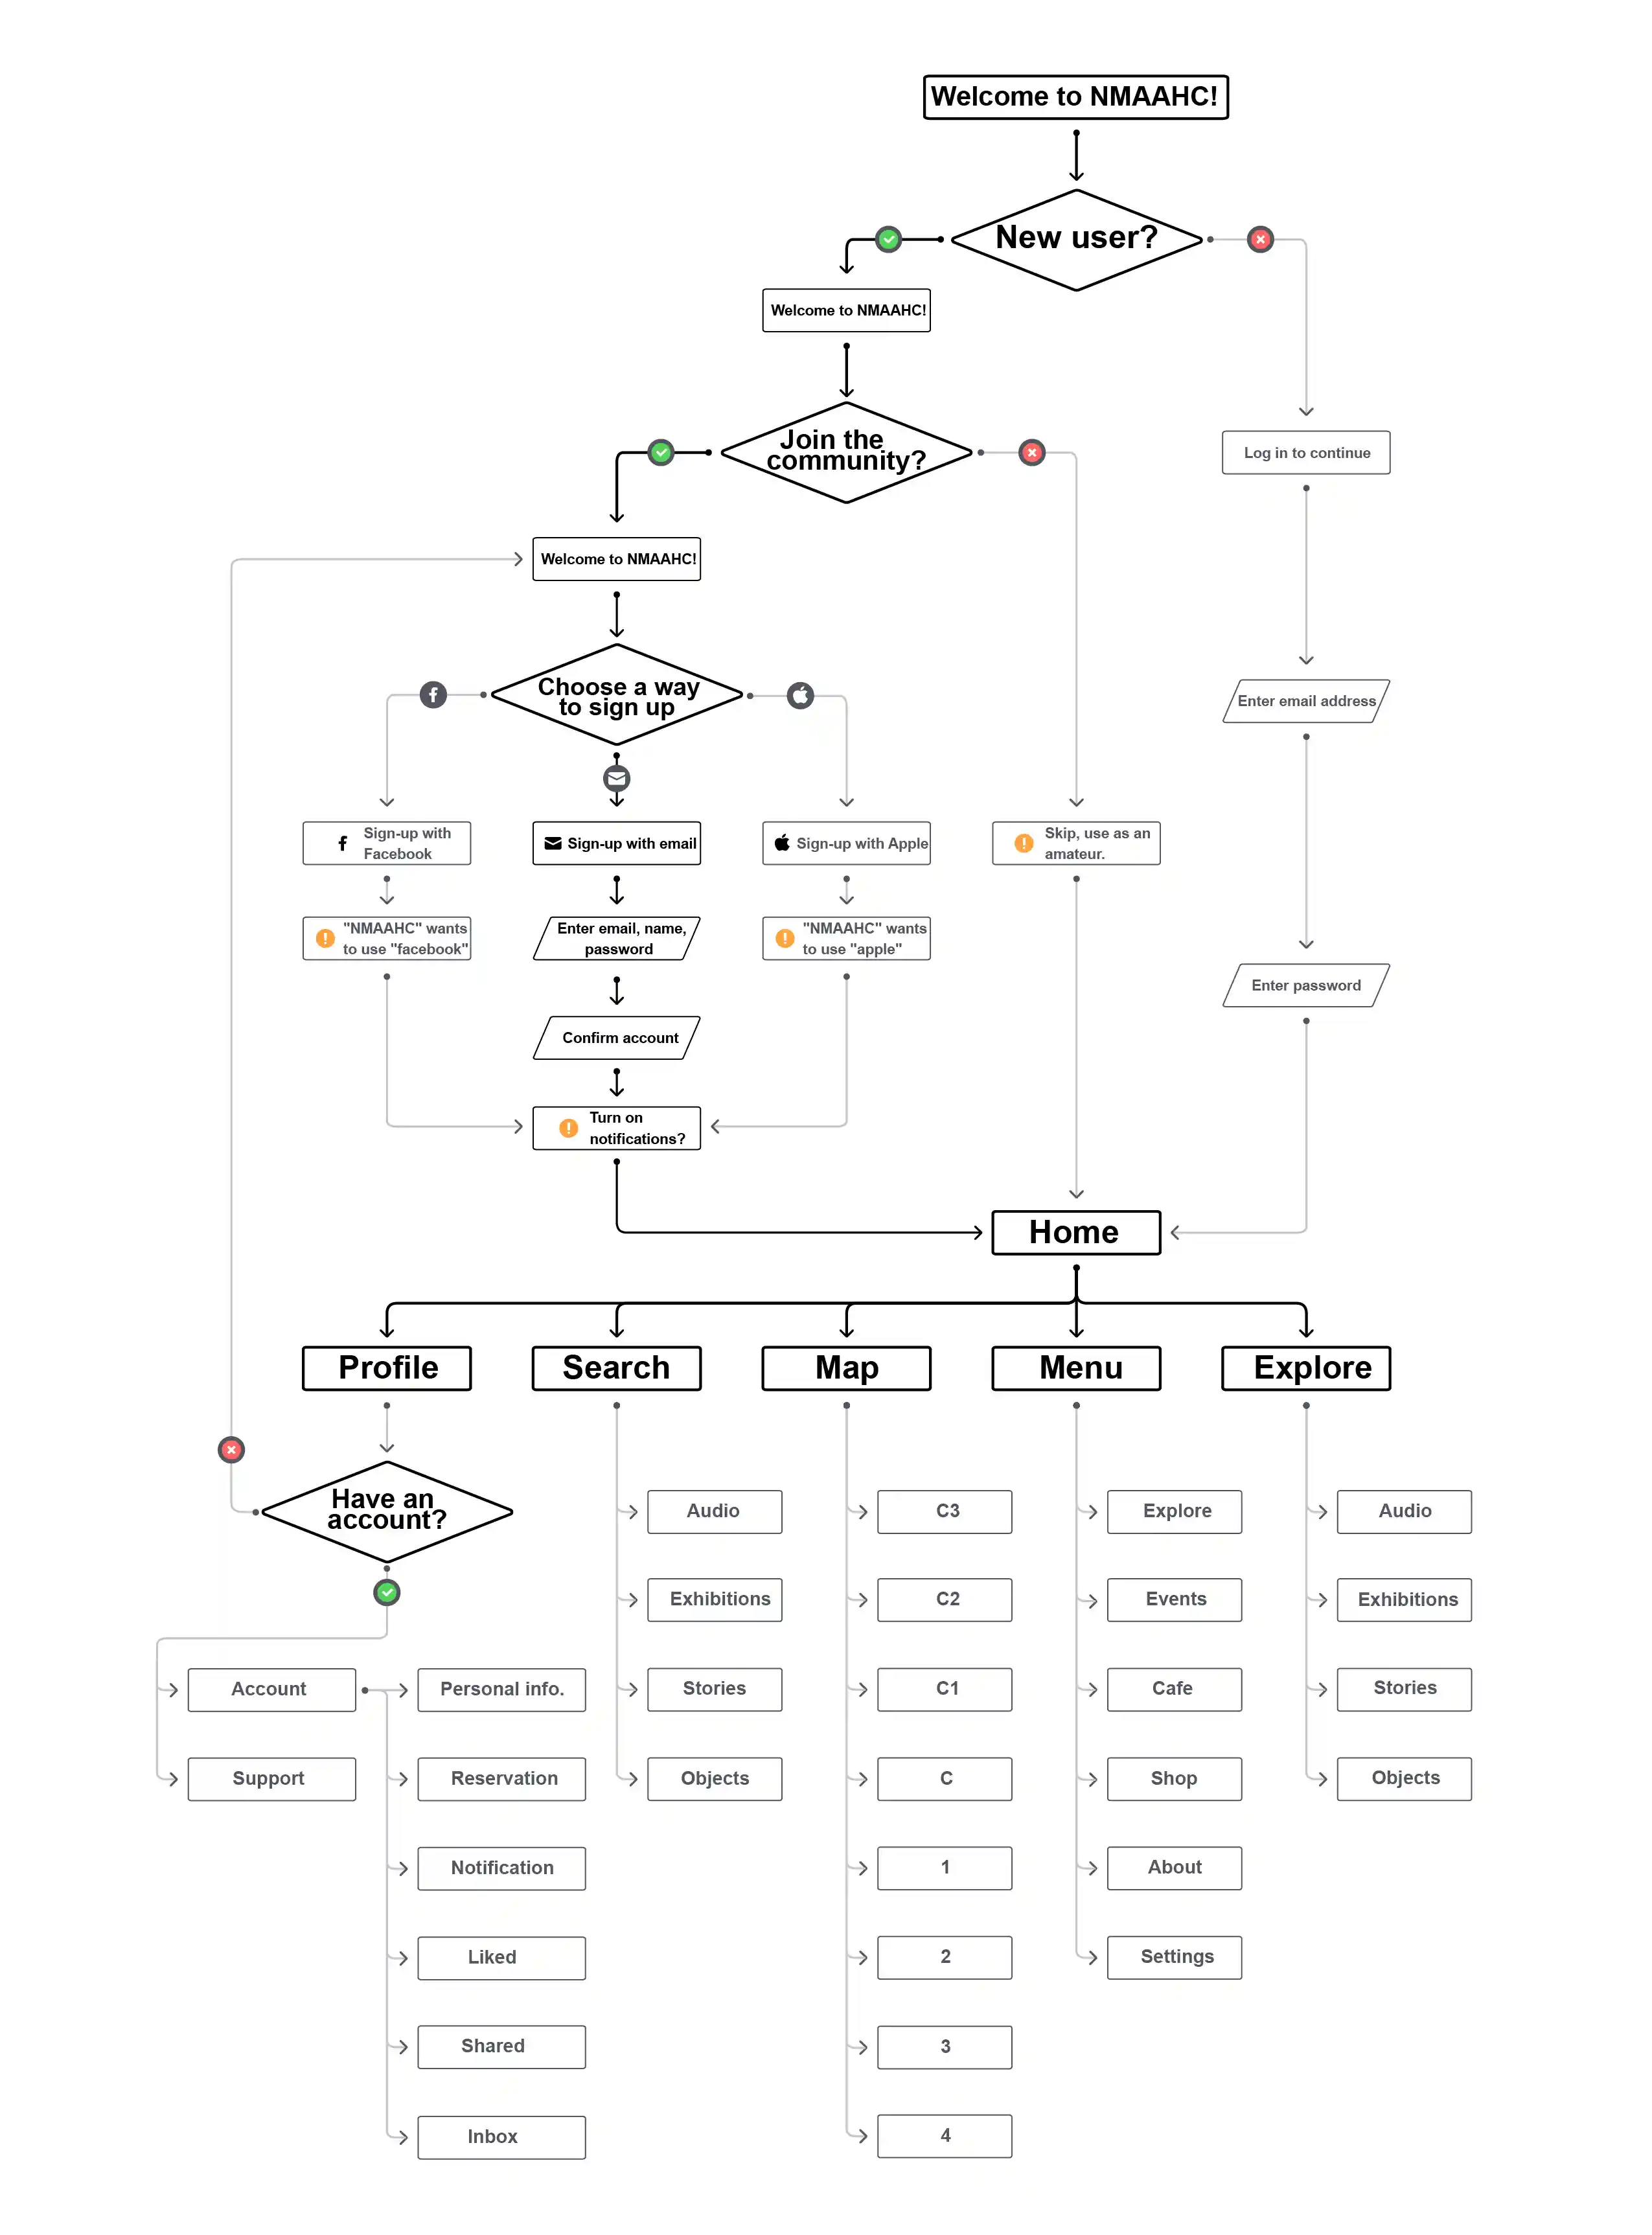 Welcome to NMAAHC!
New user?
Welcome to NMAAHC!
Join the
community?
Log in to continue
Welcome to NMAAHC!
Choose a way
to sign up
Enter email address
Sign-up with
Facebook
Sign-up with email
Sign-up with Apple
Skip, use as an
amateur.
"NMAAHC" wants
to use "facebook"
Enter email, name,
password
"NMAAHC" wants
to use "apple"
Enter password
Confirm account
Turn on
notifications?
Home
Profile
Search
Map
Menu
Explore
Have an
account?
Audio
C3
Explore
Audio
Exhibitions
C2
Events
Exhibitions
Account
Personal info.
Stories
C1
Cafe
Stories
Support
Reservation
Objects
C
Shop
Objects
Notification
1
About
Liked
2
Settings
Shared
3
Inbox
4